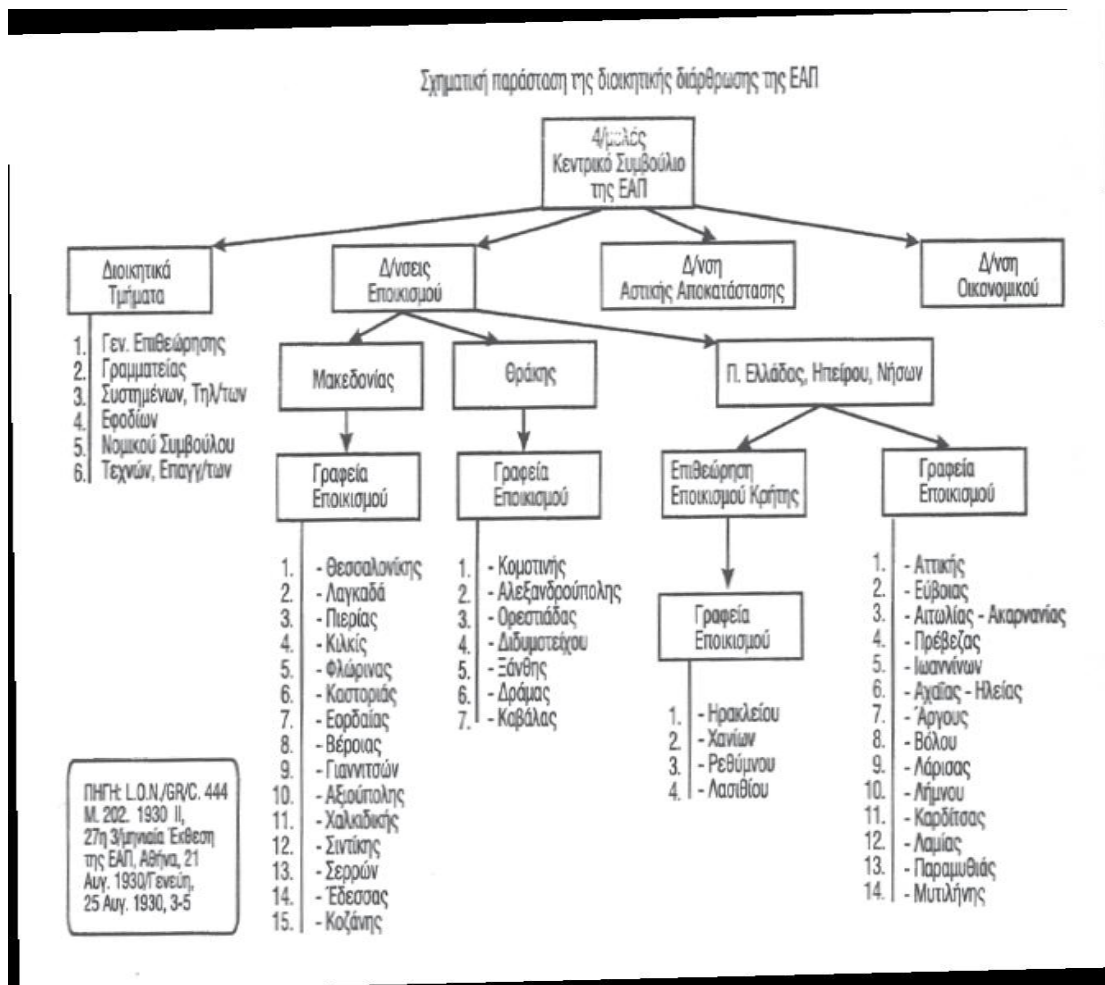 Σχηματική παράσταση της διοικητικής διάρθρωσης της ΕΑΠ
4/μελές
Κεντρικό Συμβούλιο
της ΕΑΠ
Διοικητικά
Τμήματα
Δ/νσεις
Εποικισμού
Δ/νση
Αστικής Αποκατάστασης
Δ/νση
Οικονομικού
1. Γεν. Επιθεώρησης
2. Γραμματείας
3. Συστημένων, Τηλ/των
4. Εφοδίων
5. Νομικού Συμβούλου
6. Τεχνών, Επαγγ/των
Μακεδονίας
Θράκης
Π. Ελλάδος, Ηπείρου, Νήσων
Γραφεία
Εποικισμού
Γραφεία
Εποικισμού
Επιθεώρηση
Εποικισμού Κρήτης
Γραφεία
Εποικισμού
1. - Θεσσαλονίκης
2. - Λαγκαδά
3. - Πιερίας
4. - Κιλκίς
5. - Φλώρινας
6. - Καστοριάς
7. - Εορδαίας
8. - Βέροιας
9. - Γιαννιτσών
10. - Αξιούπολης
11. - Χαλκιδικής
12. - Σιντίκης
13. - Σερρών
14. - Έδεσσας
15. - Κοζάνης
1. - Κομοτινής
2. - Αλεξανδρούπολης
3. - Ορεστιάδας
4. - Διδυμοτείχου
5. - Ξάνθης
6. - Δράμας
7. - Καβάλας
Γραφεία
Εποικισμού
1. - Ηρακλείου
2. - Χανίων
3. - Ρεθύμνου
4. - Λασιθίου
1. - Αττικής
2. - Εύβοιας
3. - Αιτωλίας - Ακαρνανίας
4. - Πρέβεζας
5. - Ιωαννίνων
6. - Αχαΐας - Ηλείας
7. - Άργους
8. - Βόλου
9. - Λάρισας
10. - Λήμνου
11. - Καρδίτσας
12. - Λαμίας
13. - Παραμυθιάς
14. - Μυτιλήνης
ΠΗΓΗ: L.O.N./GR/C. 444
M. 202. 1930 II,
27η 3/μηνιαία Έκθεση
της ΕΑΠ, Αθήνα, 21
Αυγ. 1930/Γενεύη,
25 Αυγ. 1930, 3-5